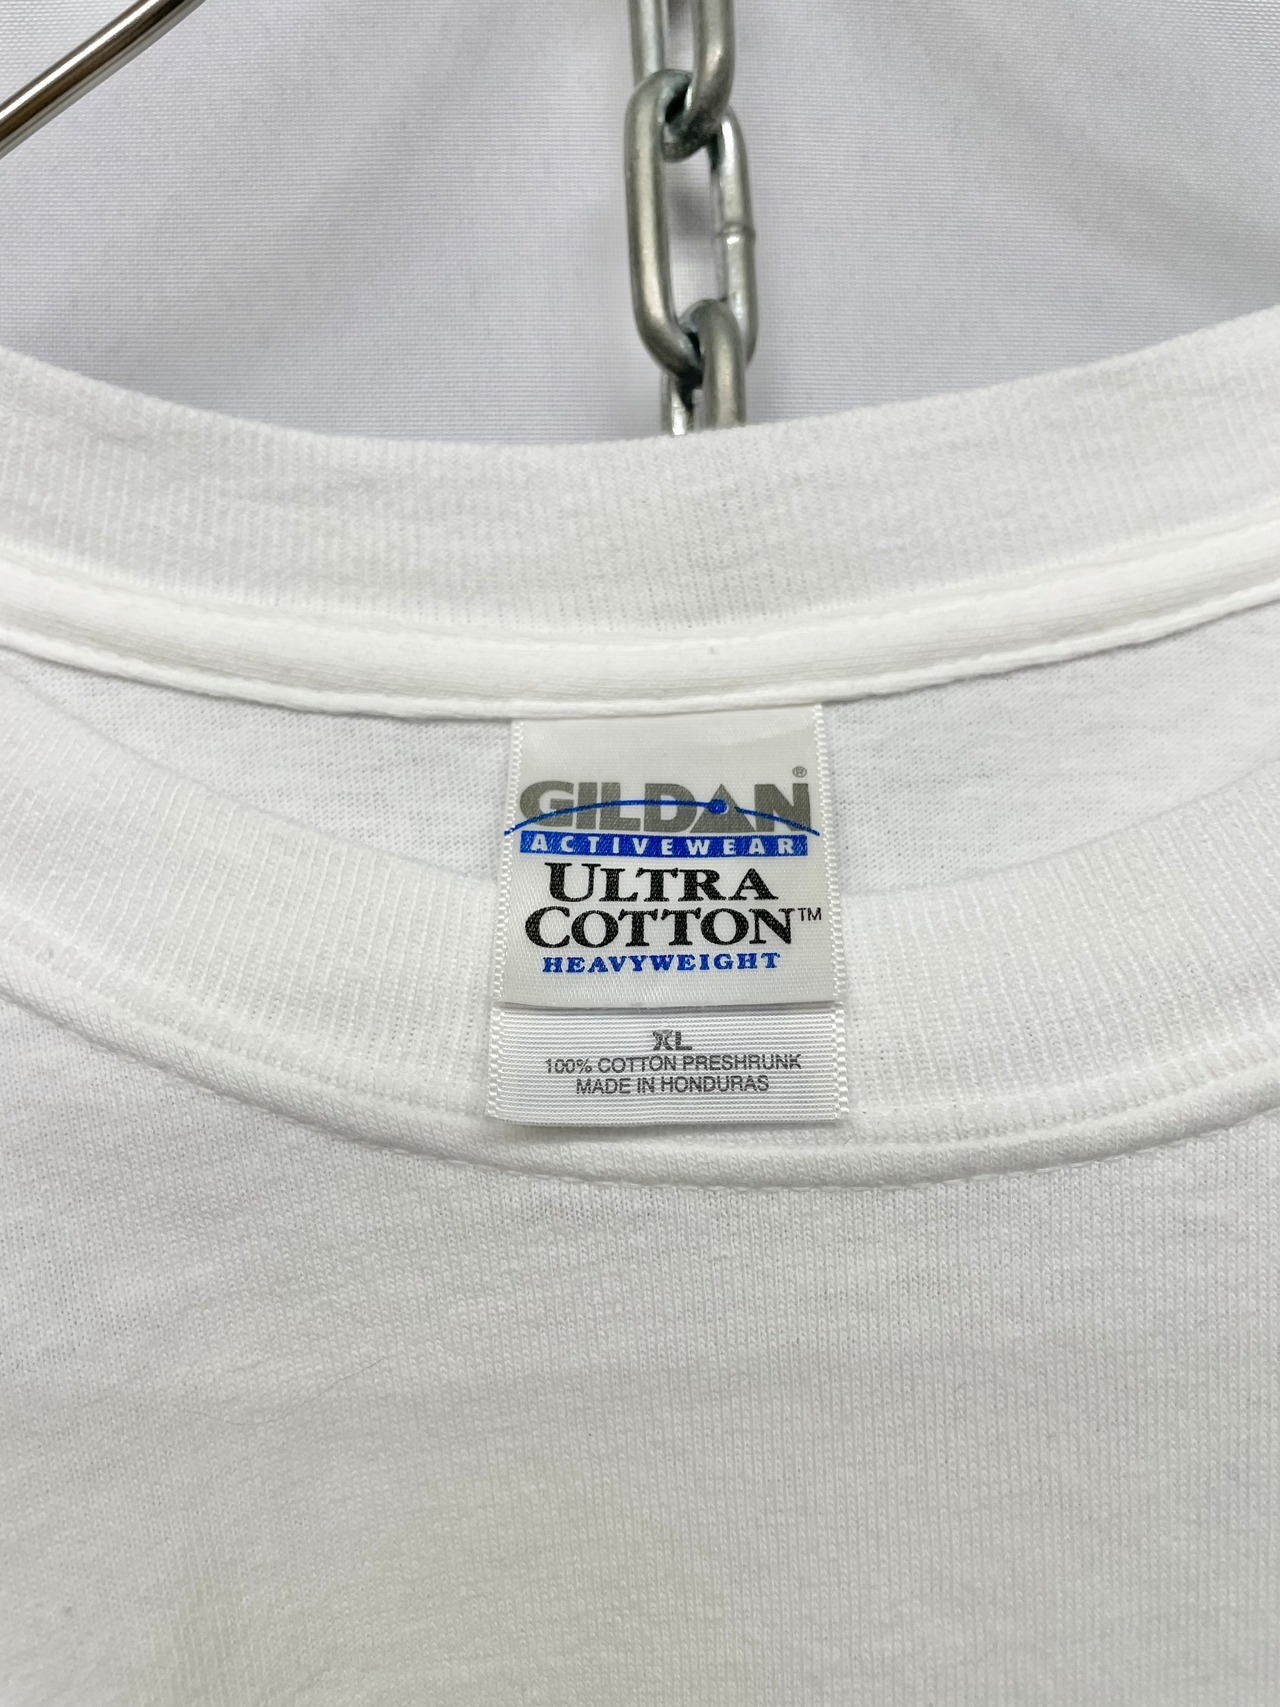 GILDAN®
ACTIVEWEAR
ULTRA
COTTON™
HEAVYWEIGHT
XL
100% COTTON PRESHRUNK
MADE IN HONDURAS